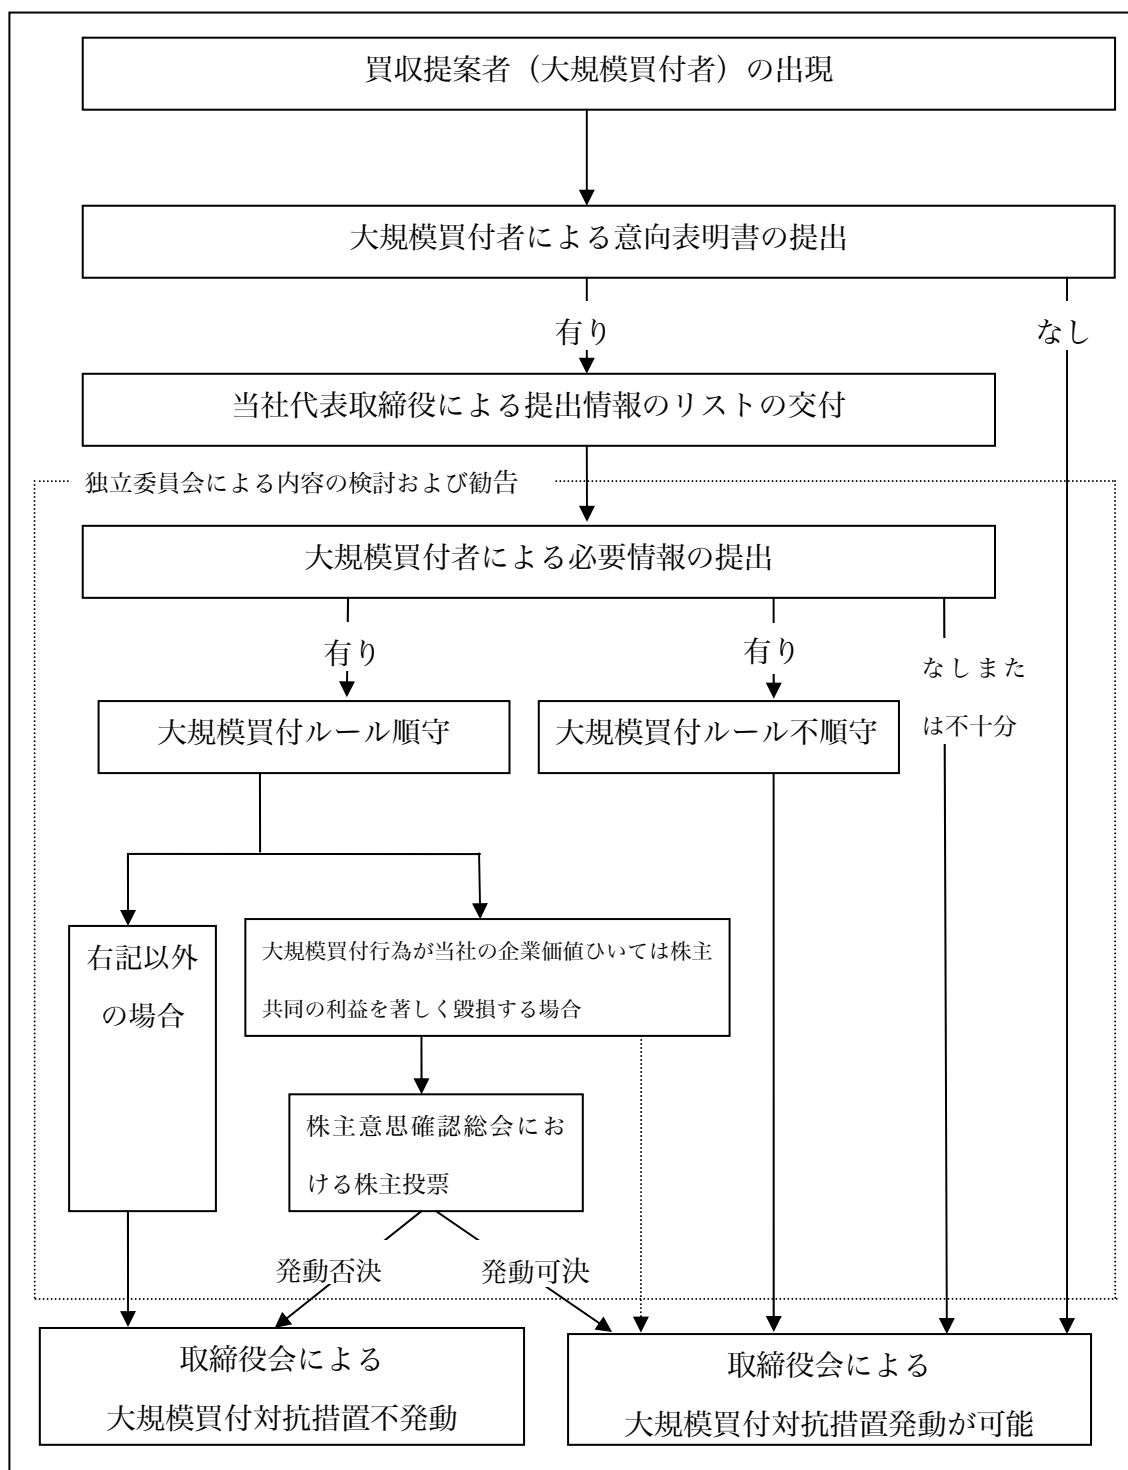 買収提案者（大規模買付者）の出現
大規模買付者による意向表明書の提出
有り
なし
当社代表取締役による提出情報のリストの交付
独立委員会による内容の検討および勧告
大規模買付者による必要情報の提出
有り
有り
なしまた
は不十分
大規模買付ルール順守
大規模買付ルール不順守
右記以外
の場合
大規模買付行為が当社の企業価値ひいては株主
共同の利益を著しく毀損する場合
株主意思確認総会にお
ける株主投票
発動否決
発動可決
取締役会による
大規模買付対抗措置不発動
取締役会による
大規模買付対抗措置発動が可能